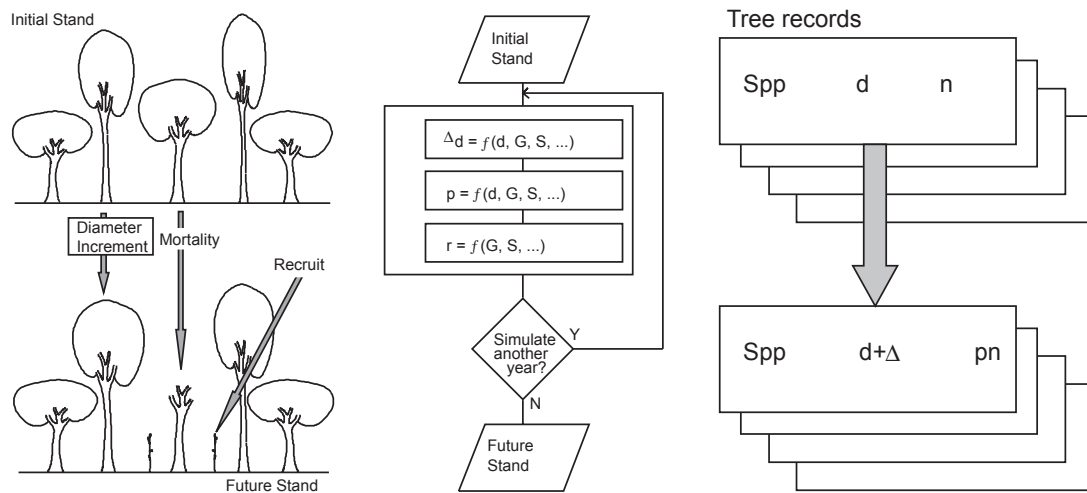 Initial Stand
Diameter
Increment
Mortality
Recruit
Future Stand
Initial
Stand
Δd = f(d, G, S, ...)
p = f(d, G, S, ...)
r = f(G, S, ...)
Simulate
another
year?
Y
N
Future
Stand
Tree records
Spp d n
Spp d+Δ pn